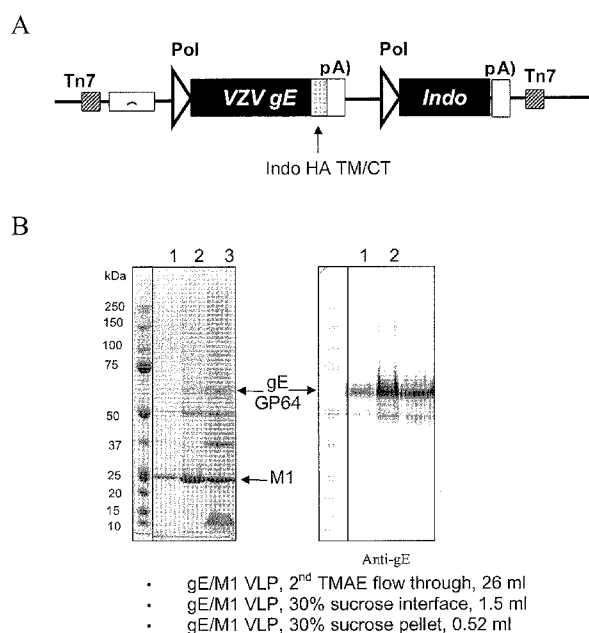 A
Pol
Pol
Tn7
pA)
pA)
Tn7
VZV gE
Indo
Indo HA TM/CT
B
1 2 3
1 2
kDa
250
150
100
75
50
37
25
20
15
10
gE
GP64
M1
Anti-gE
· gE/M1 VLP, 2nd TMAE flow through, 26 ml
· gE/M1 VLP, 30% sucrose interface, 1.5 ml
· gE/M1 VLP, 30% sucrose pellet, 0.52 ml